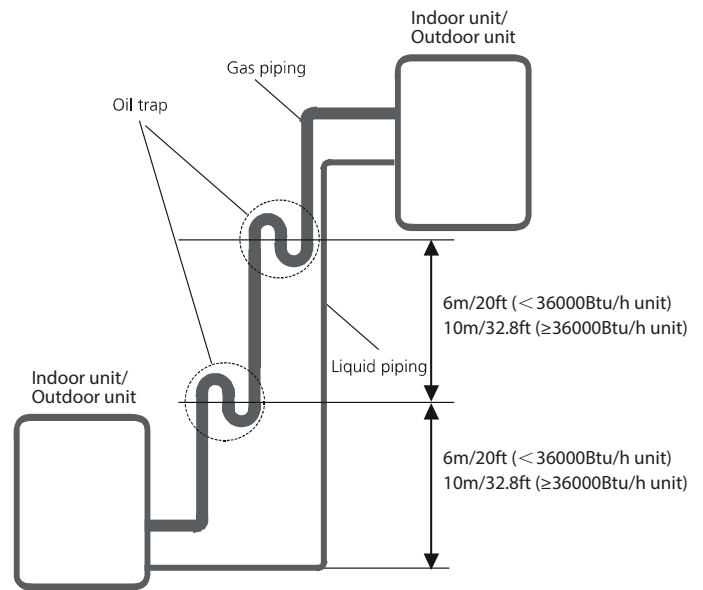 Indoor unit/
Outdoor unit
Gas piping
Oil trap
6m/20ft (<36000Btu/h unit)
10m/32.8ft (≥36000Btu/h unit)
Liquid piping
Indoor unit/
Outdoor unit
6m/20ft (<36000Btu/h unit)
10m/32.8ft (≥36000Btu/h unit)